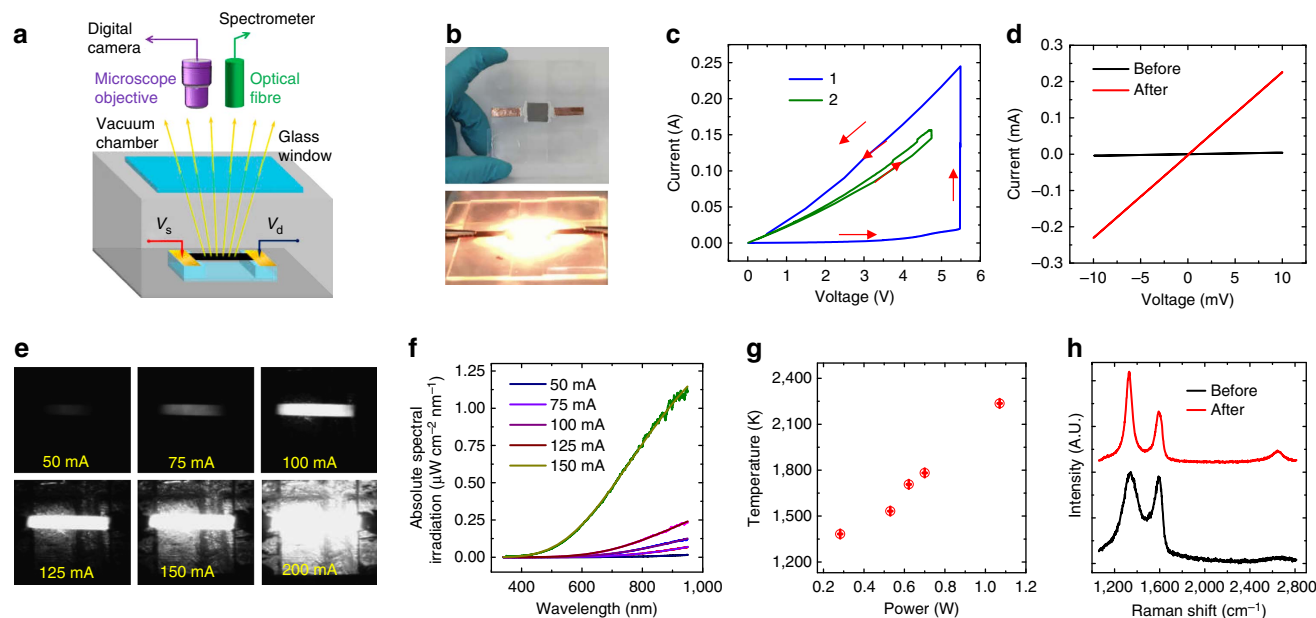 a
Digital
camera
Spectrometer
Microscope
objective
Optical
fibre
Vacuum
chamber
Glass
window
Vs
Vd
b
c
Current (A)
0.25
0.20
0.15
0.10
0.05
0.00
1
2
0 1 2 3 4 5 6
Voltage (V)
d
Current (mA)
0.3
0.2
0.1
0.0
−0.1
−0.2
−0.3
Before
After
−10 −5 0 5 10
Voltage (mV)
e
50 mA 75 mA 100 mA
125 mA 150 mA 200 mA
f
Absolute spectral
irradiation (µW cm−2 nm−1)
1.25
1.00
0.75
0.50
0.25
0.00
50 mA
75 mA
100 mA
125 mA
150 mA
400 600 800 1,000
Wavelength (nm)
g
Temperature (K)
2,400
2,100
1,800
1,500
1,200
0.2 0.4 0.6 0.8 1.0 1.2
Power (W)
h
Intensity (A.U.)
Before
After
1,200 1,600 2,000 2,400 2,800
Raman shift (cm−1)